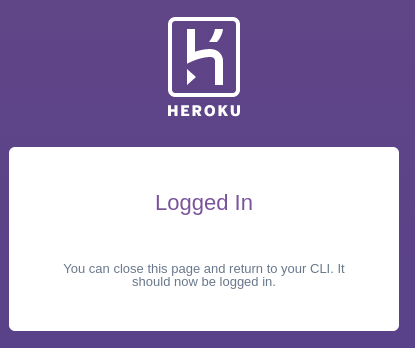 HEROKU
Logged In
You can close this page and return to your CLI. It
should now be logged in.